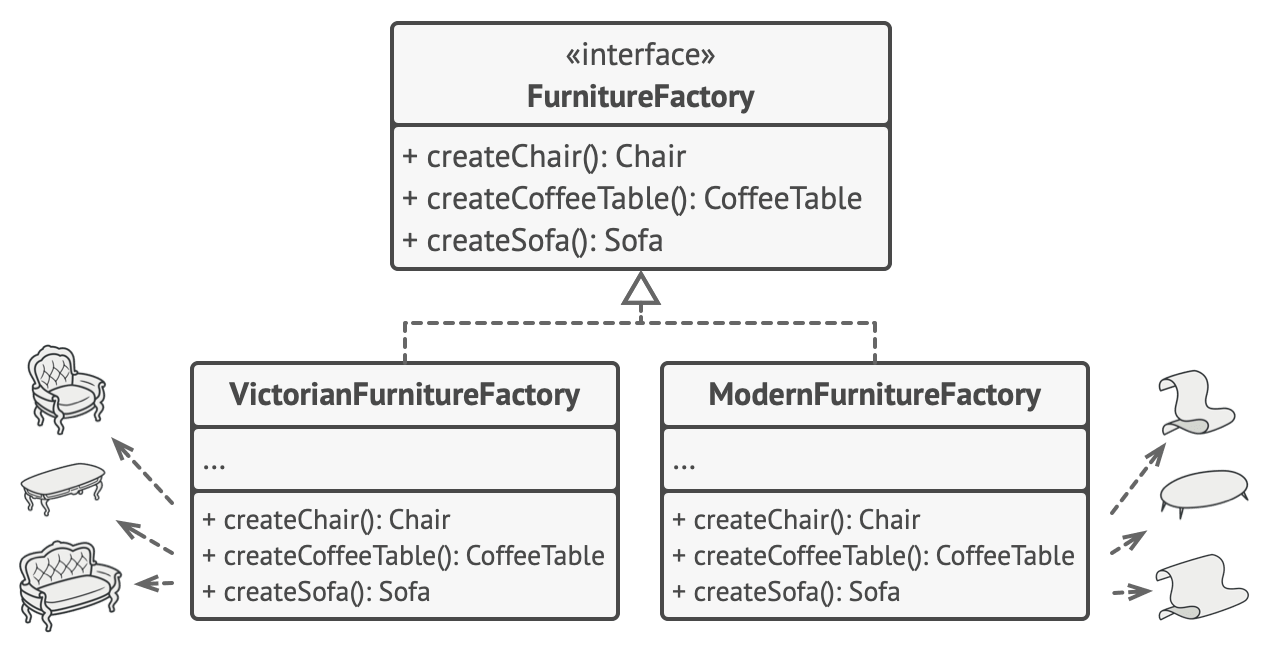 «interface»
FurnitureFactory
+ createChair(): Chair
+ createCoffeeTable(): CoffeeTable
+ createSofa(): Sofa
VictorianFurnitureFactory
...
+ createChair(): Chair
+ createCoffeeTable(): CoffeeTable
+ createSofa(): Sofa
ModernFurnitureFactory
...
+ createChair(): Chair
+ createCoffeeTable(): CoffeeTable
+ createSofa(): Sofa